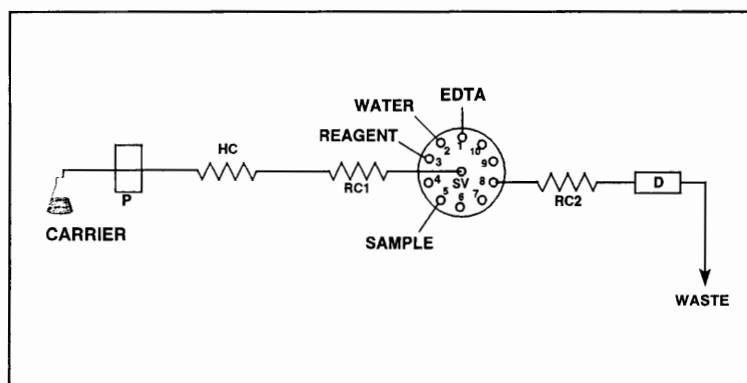 EDTA
WATER
REAGENT
HC
P
RC1
CARRIER
1
2
3
4
5
6
7
8
9
10
SV
SAMPLE
RC2
D
WASTE